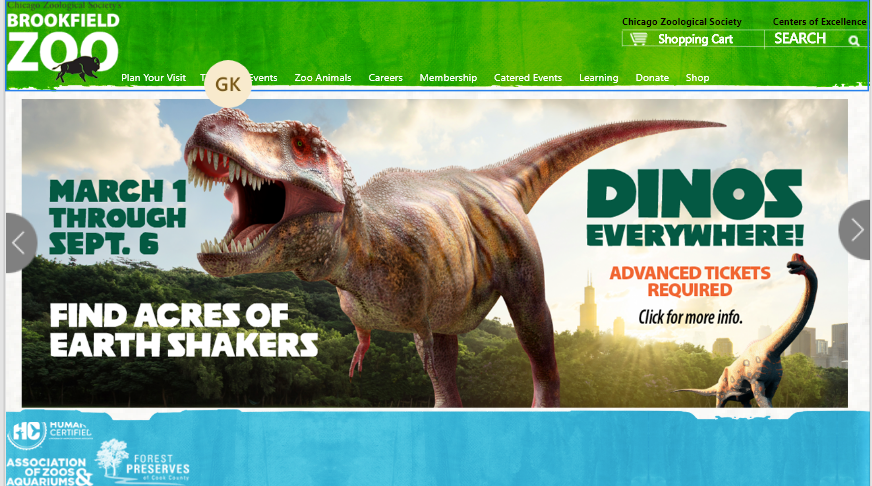 Chicago Zoological Society's
BROOKFIELD
ZOO
Chicago Zoological Society
Centers of Excellence
Shopping Cart
SEARCH
Plan Your Visit
Events
Zoo Animals
Careers
Membership
Catered Events
Learning
Donate
Shop
GK
MARCH 1
THROUGH
SEPT. 6
FIND ACRES OF
EARTH SHAKERS
DINOS
EVERYWHERE!
ADVANCED TICKETS
REQUIRED
Click for more info.
HC
CERTIFIED
ASSOCIATION
OF ZOOS
AQUARIUMS &
FOREST
PRESERVES
of Cook County